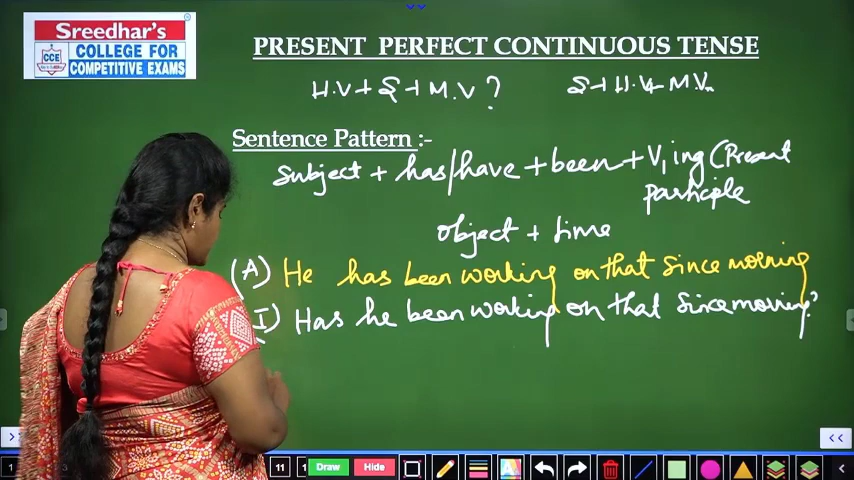 Sreedhar's
CCE
COLLEGE FOR
COMPETITIVE EXAMS
PRESENT PERFECT CONTINUOUS TENSE
H.V + S + M.V ?
S + H.V + M.V
Sentence Pattern :-
Subject + has/have + been + V1 ing (Present
participle
object + time
(A) He has been working on that since morning
(I) Has he been working on that since morning?
11
Draw
Hide